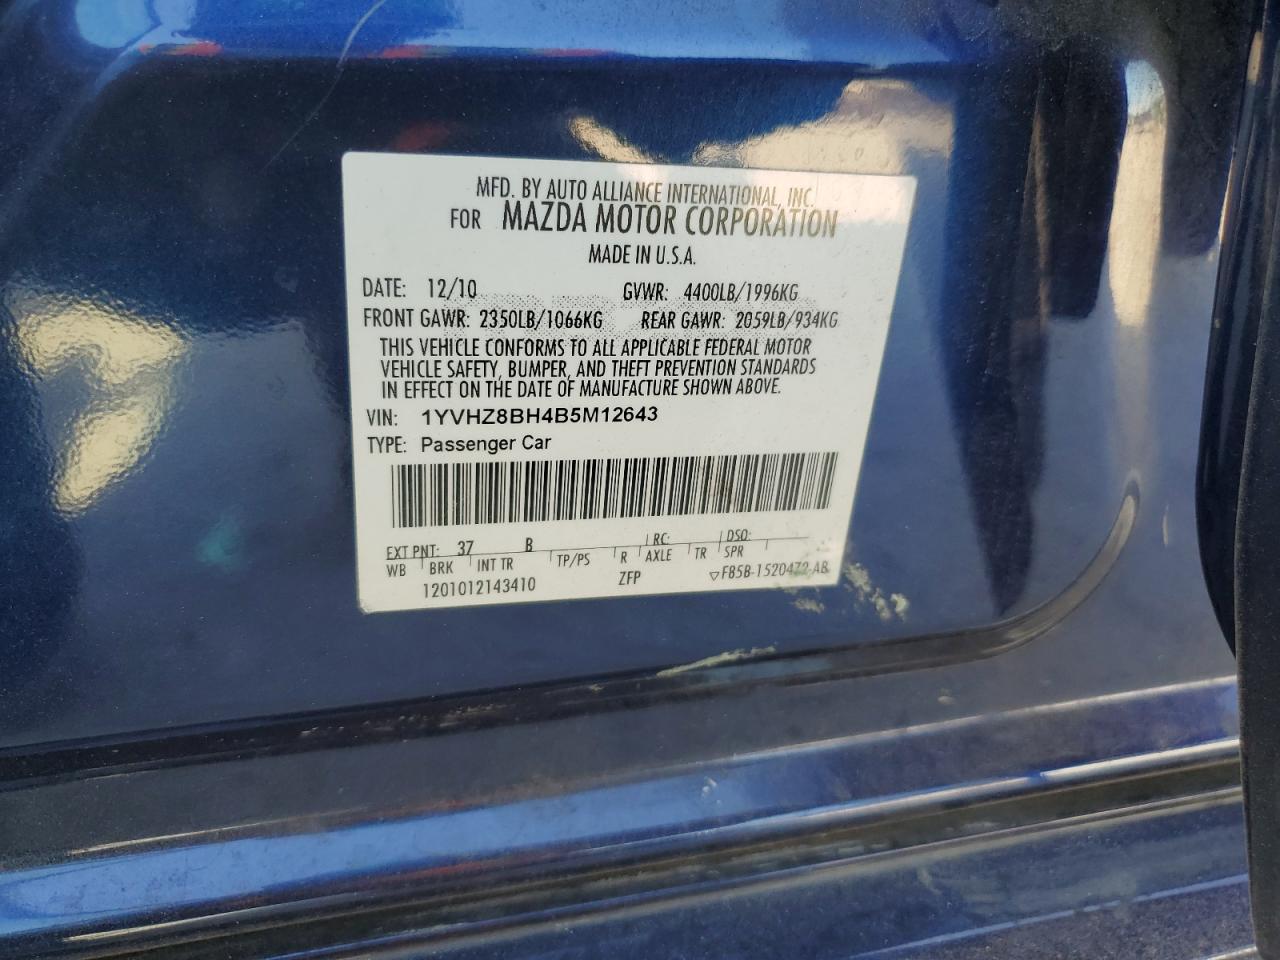 MFD. BY AUTO ALLIANCE INTERNATIONAL, INC.
FOR MAZDA MOTOR CORPORATION
MADE IN U.S.A.
DATE: 12/10 GVWR: 4400LB/1996KG
FRONT GAWR: 2350LB/1066KG REAR GAWR: 2059LB/934KG
THIS VEHICLE CONFORMS TO ALL APPLICABLE FEDERAL MOTOR
VEHICLE SAFETY, BUMPER, AND THEFT PREVENTION STANDARDS
IN EFFECT ON THE DATE OF MANUFACTURE SHOWN ABOVE.
VIN: 1YVHZ8BH4B5M12643
TYPE: Passenger Car
EXT PNT: 37 B RC: DSO:
WB BRK INT TR TP/PS R AXLE TR SPR
1201012143410 ZFP ▽F85B-1520472-AB